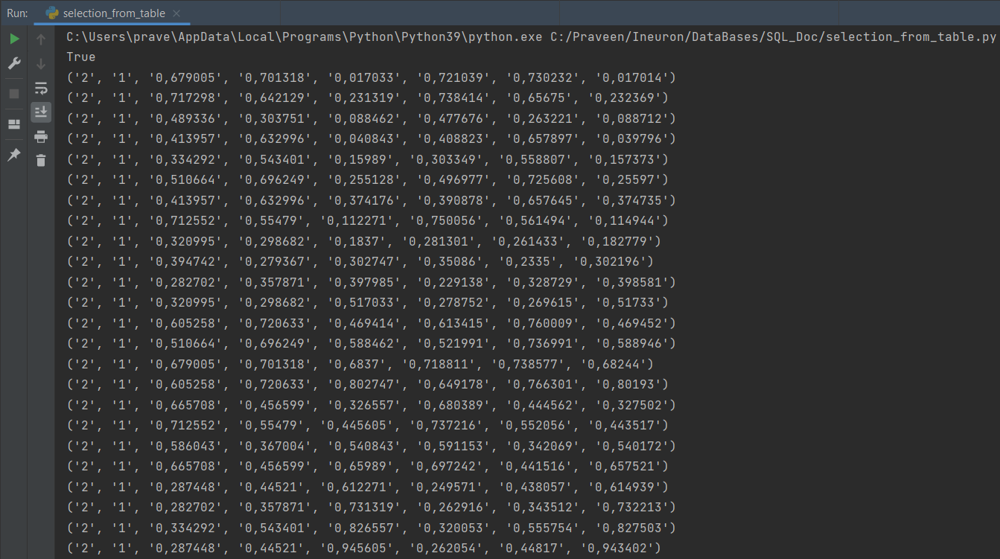 Run: selection_from_table
C:\Users\prave\AppData\Local\Programs\Python\Python39\python.exe C:/Praveen/Ineuron/DataBases/SQL_Doc/selection_from_table.py
True
('2', '1', '0,679005', '0,701318', '0,017033', '0,721039', '0,730232', '0,017014')
('2', '1', '0,717298', '0,642129', '0,231319', '0,738414', '0,65675', '0,232369')
('2', '1', '0,489336', '0,303751', '0,088462', '0,477676', '0,263221', '0,088712')
('2', '1', '0,413957', '0,632996', '0,040843', '0,408823', '0,657897', '0,039796')
('2', '1', '0,334292', '0,543401', '0,15989', '0,303349', '0,558807', '0,157373')
('2', '1', '0,510664', '0,696249', '0,255128', '0,496977', '0,725608', '0,25597')
('2', '1', '0,413957', '0,632996', '0,374176', '0,390878', '0,657645', '0,374735')
('2', '1', '0,712552', '0,55479', '0,112271', '0,750056', '0,561494', '0,114944')
('2', '1', '0,320995', '0,298682', '0,1837', '0,281301', '0,261433', '0,182779')
('2', '1', '0,394742', '0,279367', '0,302747', '0,35086', '0,2335', '0,302196')
('2', '1', '0,282702', '0,357871', '0,397985', '0,229138', '0,328729', '0,398581')
('2', '1', '0,320995', '0,298682', '0,517033', '0,278752', '0,269615', '0,51733')
('2', '1', '0,605258', '0,720633', '0,469414', '0,613415', '0,760009', '0,469452')
('2', '1', '0,510664', '0,696249', '0,588462', '0,521991', '0,736991', '0,588946')
('2', '1', '0,679005', '0,701318', '0,6837', '0,718811', '0,738577', '0,68244')
('2', '1', '0,605258', '0,720633', '0,802747', '0,649178', '0,766301', '0,80193')
('2', '1', '0,665708', '0,456599', '0,326557', '0,680389', '0,444562', '0,327502')
('2', '1', '0,712552', '0,55479', '0,445605', '0,737216', '0,552056', '0,443517')
('2', '1', '0,586043', '0,367004', '0,540843', '0,591153', '0,342069', '0,540172')
('2', '1', '0,665708', '0,456599', '0,65989', '0,697242', '0,441516', '0,657521')
('2', '1', '0,287448', '0,44521', '0,612271', '0,249571', '0,438057', '0,614939')
('2', '1', '0,282702', '0,357871', '0,731319', '0,262916', '0,343512', '0,732213')
('2', '1', '0,334292', '0,543401', '0,826557', '0,320053', '0,555754', '0,827503')
('2', '1', '0,287448', '0,44521', '0,945605', '0,262054', '0,44817', '0,943402')